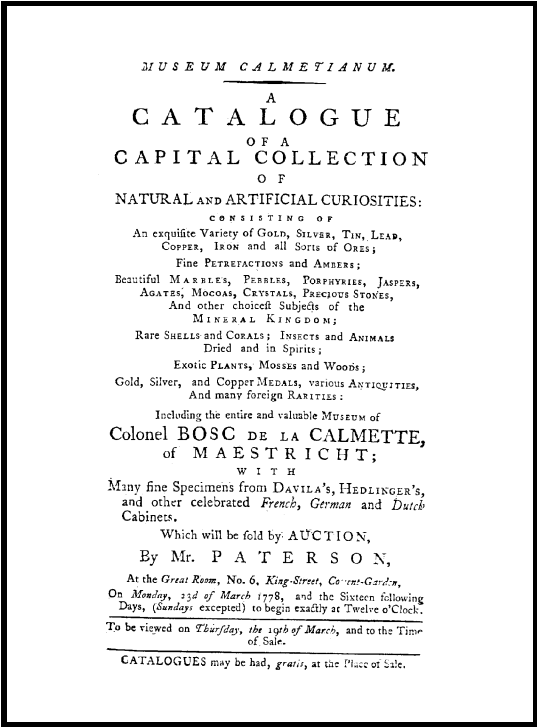 MUSEUM CALMETIANUM.
A
CATALOGUE
OF A
CAPITAL COLLECTION
OF
NATURAL AND ARTIFICIAL CURIOSITIES:
CONSISTING OF
An exquiſite Variety of GOLD, SILVER, TIN, LEAD,
COPPER, IRON and all Sorts of ORES;
Fine PETREFACTIONS and AMBERS;
Beautiful MARBLES, PEBBLES, PORPHYRIES, JASPERS,
AGATES, MOCOAS, CRYSTALS, PRECIOUS STONES,
And other choiceſt Subjects of the
MINERAL KINGDOM;
Rare SHELLS and CORALS; INSECTS and ANIMALS
Dried and in Spirits;
Exotic PLANTS, MOSSES and WOODS;
Gold, Silver, and Copper MEDALS, various ANTIQUITIES,
And many foreign RARITIES:
Including the entire and valuable MUSEUM of
Colonel BOSC DE LA CALMETTE,
of MAESTRICHT;
WITH
Many fine Specimens from DAVILA's, HEDLINGER's,
and other celebrated French, German and Dutch
Cabinets.
Which will be ſold by AUCTION,
By Mr. PATERSON,
At the Great Room, No. 6, King-Street, Covent-Garden,
On Monday, 23d of March 1778, and the Sixteen following
Days, (Sundays excepted) to begin exactly at Twelve o'Clock.
To be viewed on Thurſday, the 19th of March, and to the Time
of Sale.
CATALOGUES may be had, gratis, at the Place of Sale.